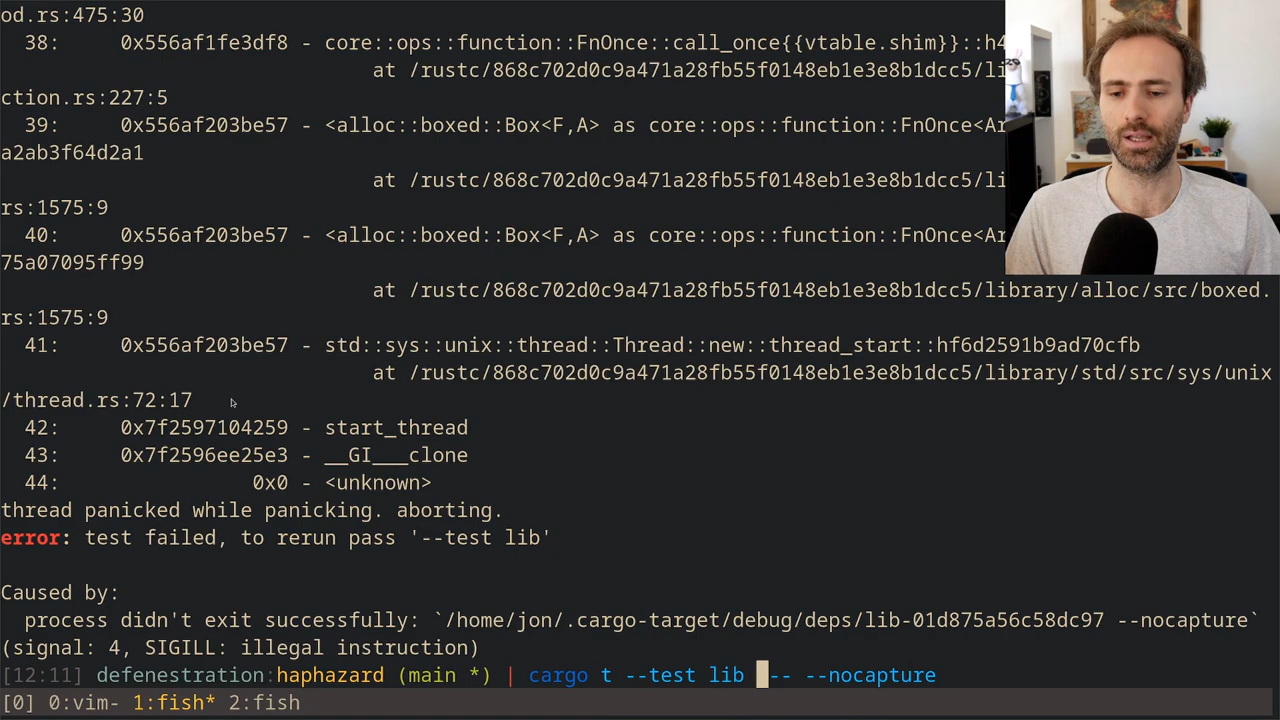 od.rs:475:30
38: 0x556af1fe3df8 - core::ops::function::FnOnce::call_once{{vtable.shim}}::h4
at /rustc/868c702d0c9a471a28fb55f0148eb1e3e8b1dcc5/li
ction.rs:227:5
39: 0x556af203be57 - <alloc::boxed::Box<F,A> as core::ops::function::FnOnce<Ar
a2ab3f64d2a1
at /rustc/868c702d0c9a471a28fb55f0148eb1e3e8b1dcc5/li
rs:1575:9
40: 0x556af203be57 - <alloc::boxed::Box<F,A> as core::ops::function::FnOnce<Ar
75a07095ff99
at /rustc/868c702d0c9a471a28fb55f0148eb1e3e8b1dcc5/library/alloc/src/boxed.
rs:1575:9
41: 0x556af203be57 - std::sys::unix::thread::Thread::new::thread_start::hf6d2591b9ad70cfb
at /rustc/868c702d0c9a471a28fb55f0148eb1e3e8b1dcc5/library/std/src/sys/unix
/thread.rs:72:17
42: 0x7f2597104259 - start_thread
43: 0x7f2596ee25e3 - __GI___clone
44: 0x0 - <unknown>
thread panicked while panicking. aborting.
error: test failed, to rerun pass '--test lib'
Caused by:
process didn't exit successfully: `/home/jon/.cargo-target/debug/deps/lib-01d875a56c58dc97 --nocapture`
(signal: 4, SIGILL: illegal instruction)
[12:11] defenestration:haphazard (main *) | cargo t --test lib -- --nocapture
[0] 0:vim- 1:fish* 2:fish